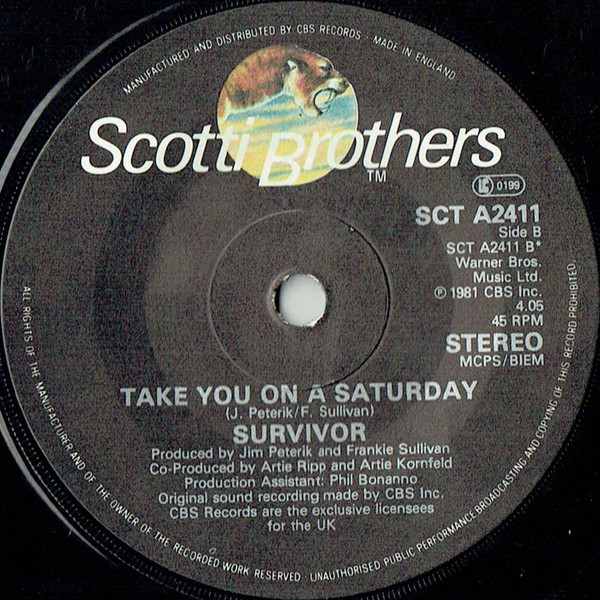 MANUFACTURED AND DISTRIBUTED BY CBS RECORDS · MADE IN ENGLAND
Scotti Brothers
TM
LC 0199
SCT A2411
Side B
SCT A2411 B*
Warner Bros.
Music Ltd.
℗ 1981 CBS Inc.
4.05
45 RPM
STEREO
MCPS/BIEM
TAKE YOU ON A SATURDAY
(J. Peterik/F. Sullivan)
SURVIVOR
Produced by Jim Peterik and Frankie Sullivan
Co-Produced by Artie Ripp and Artie Kornfeld
Production Assistant: Phil Bonanno
Original sound recording made by CBS Inc.
CBS Records are the exclusive licensees
for the UK
ALL RIGHTS OF THE MANUFACTURER AND OF THE OWNER OF THE RECORDED WORK RESERVED · UNAUTHORISED PUBLIC PERFORMANCE BROADCASTING AND COPYING OF THIS RECORD PROHIBITED.